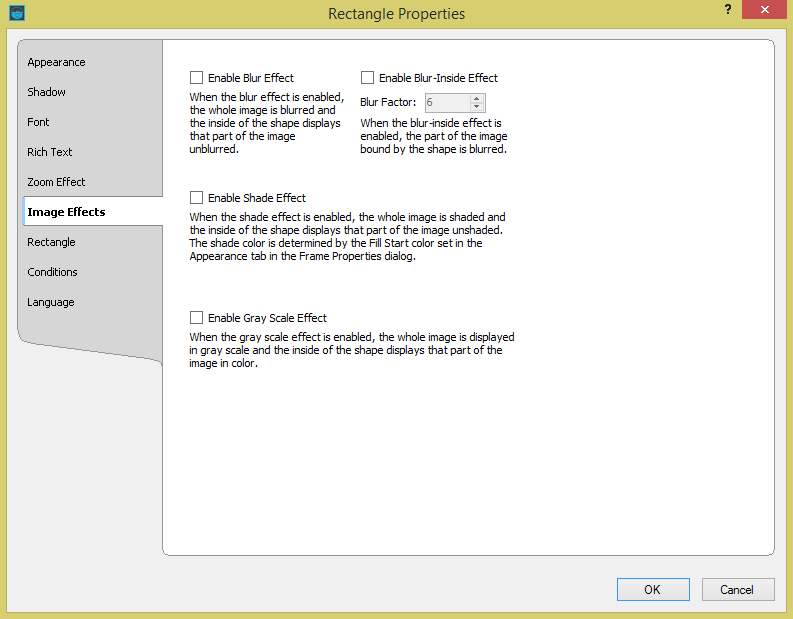 Rectangle Properties
?
Appearance
Shadow
Font
Rich Text
Zoom Effect
Image Effects
Rectangle
Conditions
Language
Enable Blur Effect
When the blur effect is enabled,
the whole image is blurred and
the inside of the shape displays
that part of the image
unblurred.
Enable Blur-Inside Effect
Blur Factor: 6
When the blur-inside effect is
enabled, the part of the image
bound by the shape is blurred.
Enable Shade Effect
When the shade effect is enabled, the whole image is shaded and
the inside of the shape displays that part of the image unshaded.
The shade color is determined by the Fill Start color set in the
Appearance tab in the Frame Properties dialog.
Enable Gray Scale Effect
When the gray scale effect is enabled, the whole image is displayed
in gray scale and the inside of the shape displays that part of the
image in color.
OK
Cancel